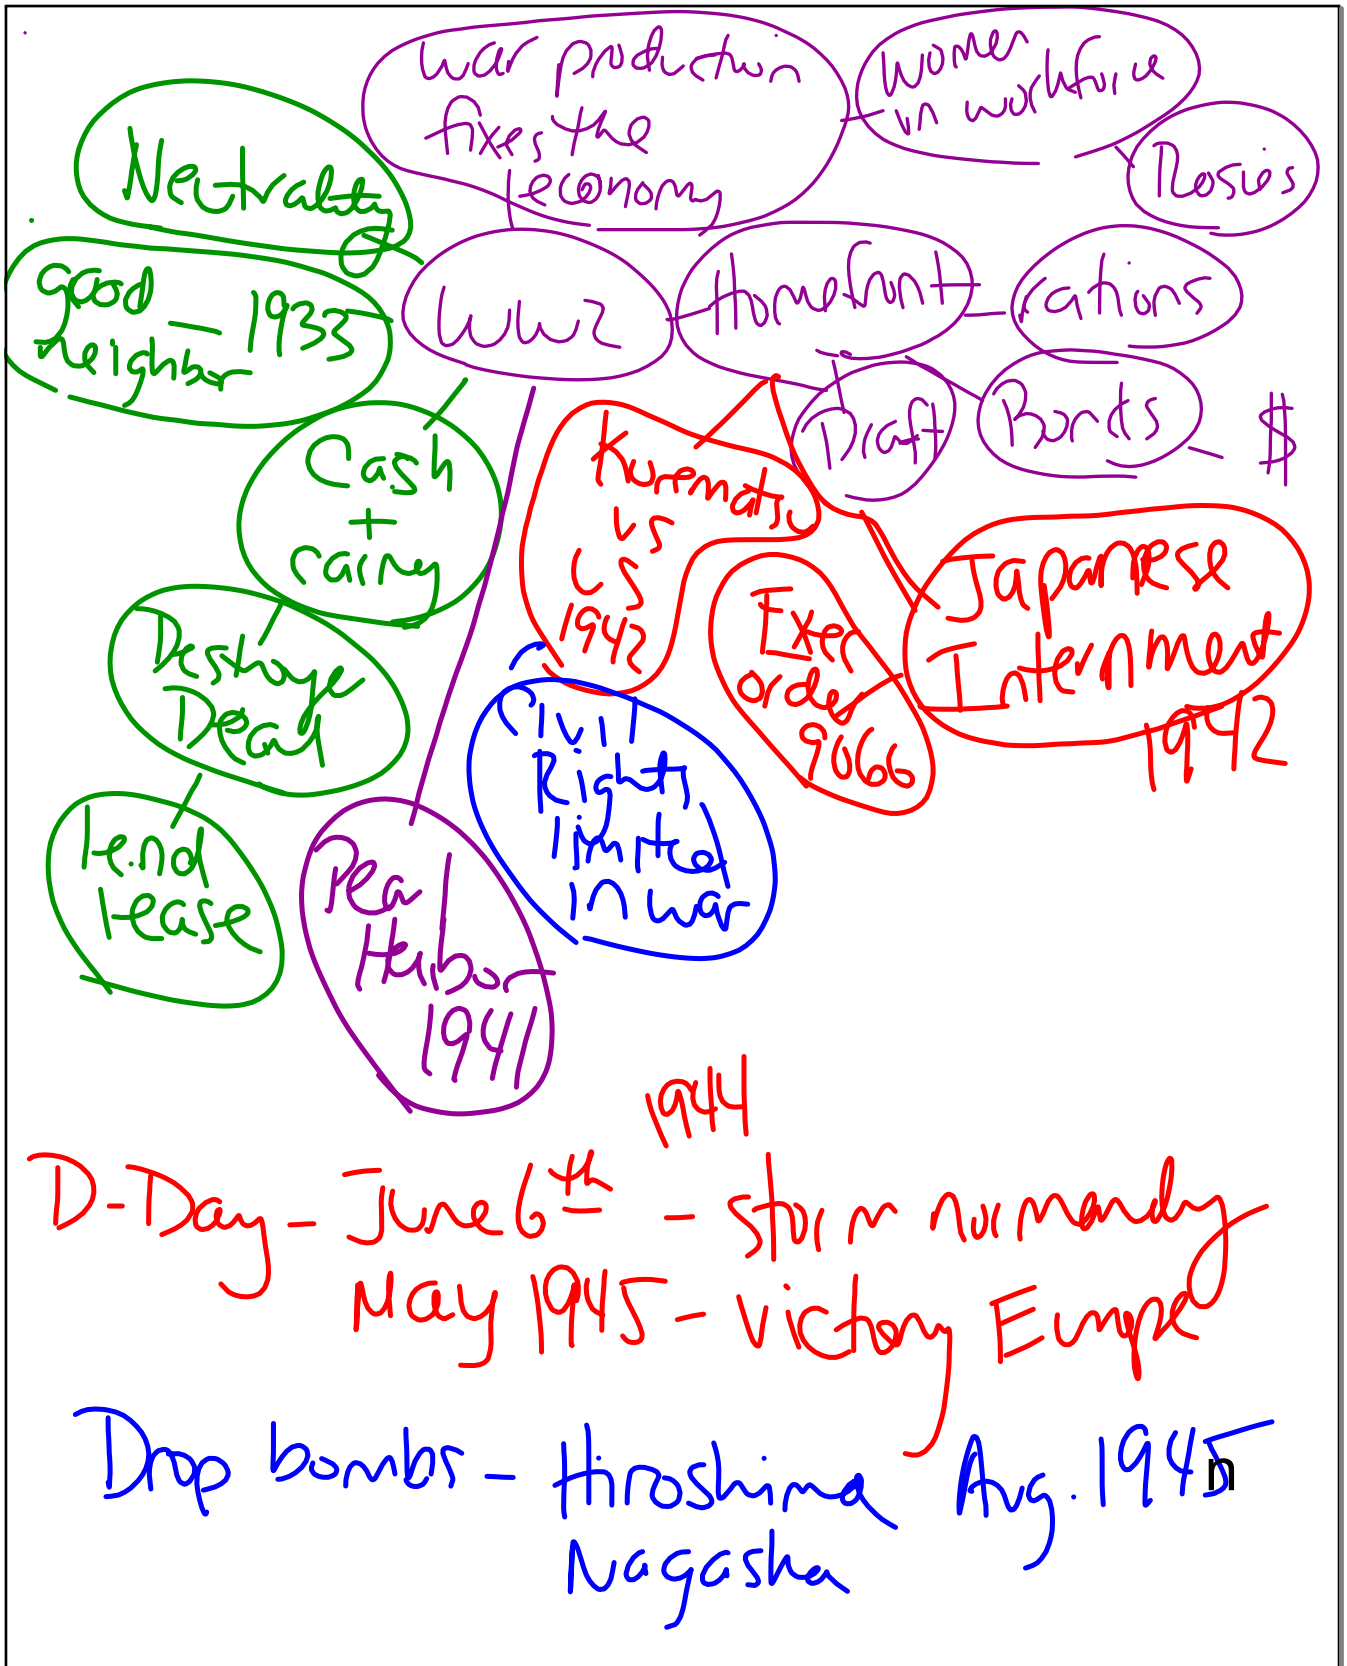 war production
fixes the
economy
women
in workforce
Rosies
Neutrality
good
neighbor - 1933
WW2
Homefront
rations
Draft
Bonds
$
Cash
+
carry
Korematsu
vs
US
1942
Exec
order
9066
Japanese
Internment
1942
Destroye
Deal
Civil
Rights
limited
in war
lend
lease
Pearl
Harbor
1941
1944
D-Day - June 6th - storm normandy
May 1945 - Victory Europe
Drop bombs - Hiroshima Aug. 1945
n
Nagaska